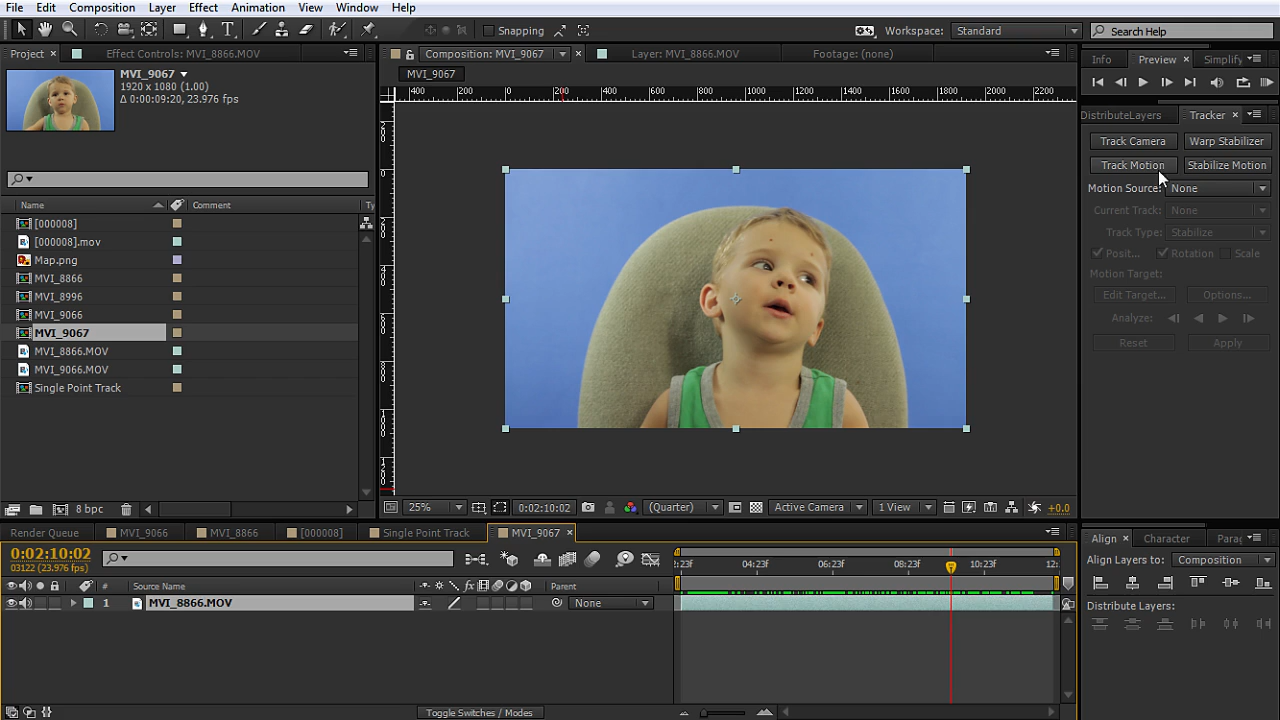 File Edit Composition Layer Effect Animation View Window Help
Snapping
Workspace: Standard
Search Help
Project
Effect Controls: MVI_8866.MOV
Composition: MVI_9067
Layer: MVI_8866.MOV
Footage: (none)
Info
Preview
Simplify
MVI_9067
1920 x 1080 (1.00)
Δ 0:00:09:20, 23.976 fps
MVI_9067
400 200 0 200 400 600 800 1000 1200 1400 1600 1800 2000 2200
DistributeLayers
Tracker
Track Camera
Warp Stabilizer
Track Motion
Stabilize Motion
Motion Source: None
Current Track: None
Track Type: Stabilize
Posit...
Rotation
Scale
Motion Target:
Edit Target...
Options...
Analyze:
Reset
Apply
Name
Comment
Ty
[000008]
[000008].mov
Map.png
MVI_8866
MVI_8996
MVI_9066
MVI_9067
MVI_8866.MOV
MVI_9066.MOV
Single Point Track
8 bpc
25%
0:02:10:02
(Quarter)
Active Camera
1 View
+0.0
Render Queue
MVI_9066
MVI_8866
[000008]
Single Point Track
MVI_9067
0:02:10:02
03122 (23.976 fps)
:23f 04:23f 06:23f 08:23f 10:23f 12:
# Source Name
Parent
1 MVI_8866.MOV
None
Toggle Switches / Modes
Align
Character
Parag
Align Layers to: Composition
Distribute Layers: